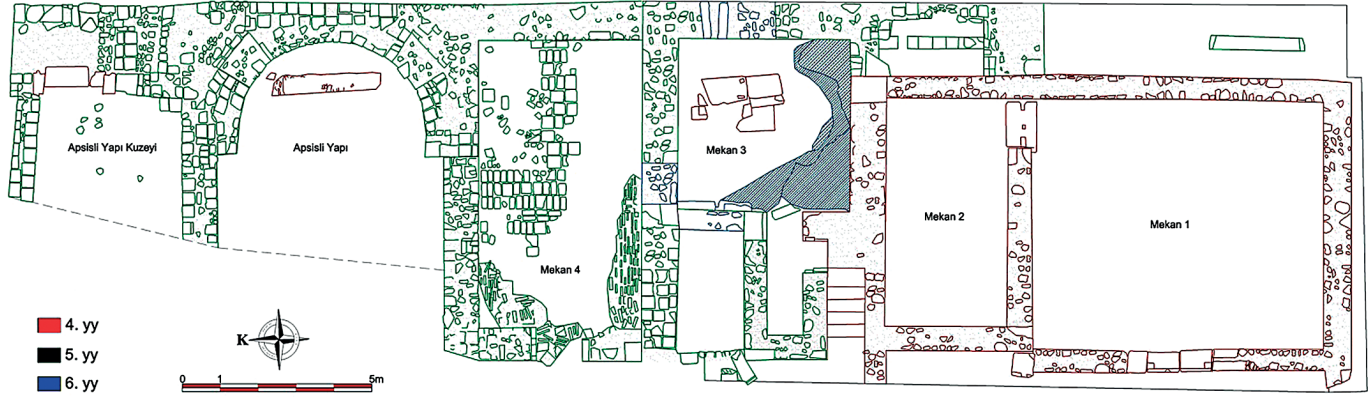 Apsisli Yapı Kuzeyi
Apsisli Yapı
Mekan 4
Mekan 3
Mekan 2
Mekan 1
4. yy
5. yy
6. yy
K
0 1 5m